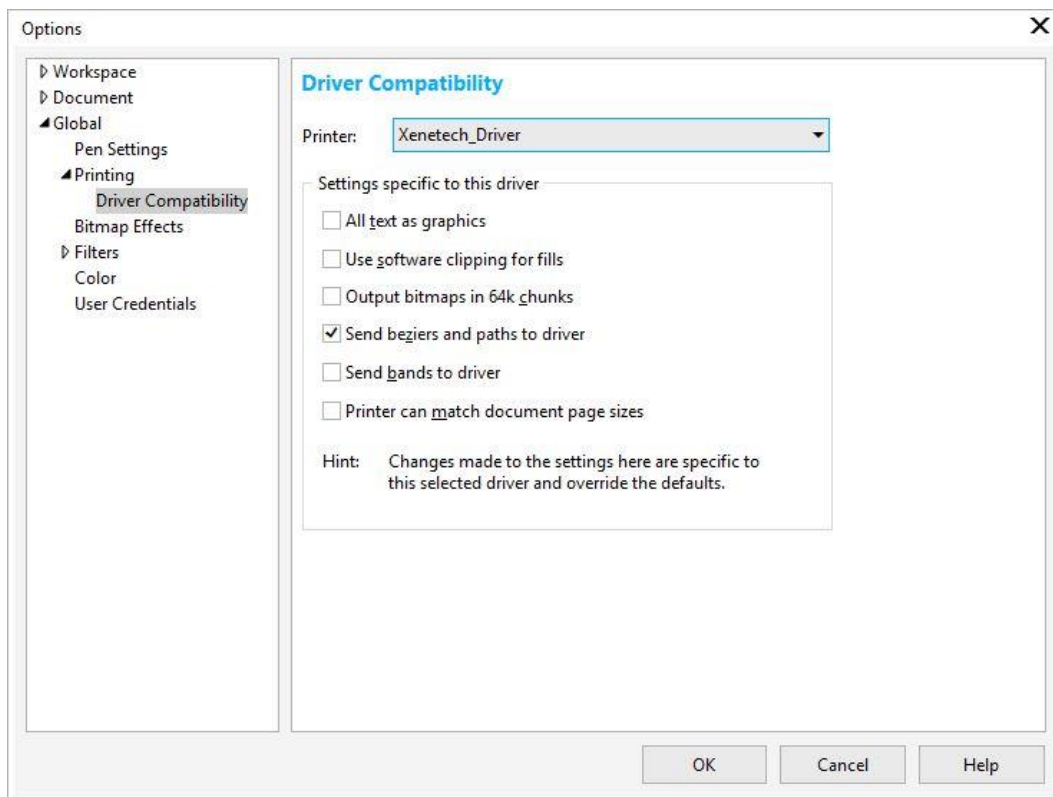 Options
Workspace
Document
Global
Pen Settings
Printing
Driver Compatibility
Bitmap Effects
Filters
Color
User Credentials
Driver Compatibility
Printer: Xenetech_Driver
Settings specific to this driver
All text as graphics
Use software clipping for fills
Output bitmaps in 64k chunks
Send beziers and paths to driver
Send bands to driver
Printer can match document page sizes
Hint: Changes made to the settings here are specific to
this selected driver and override the defaults.
OK Cancel Help